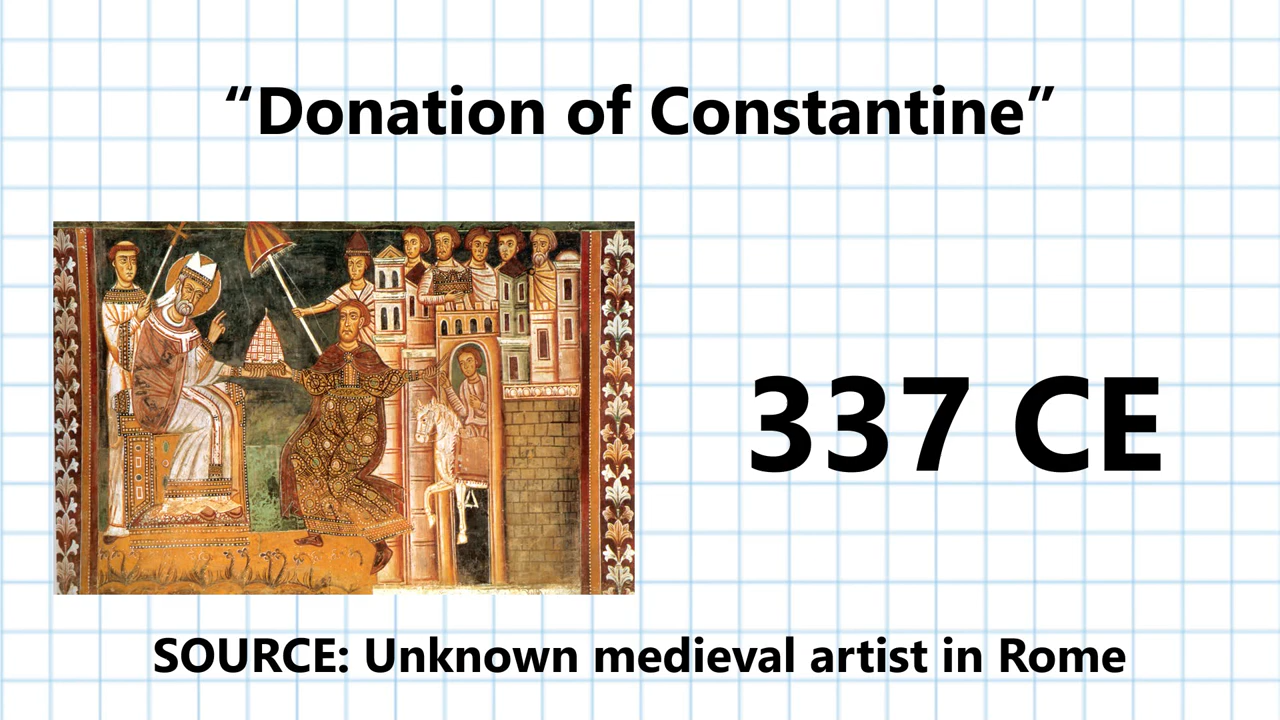 “Donation of Constantine”
337 CE
SOURCE: Unknown medieval artist in Rome